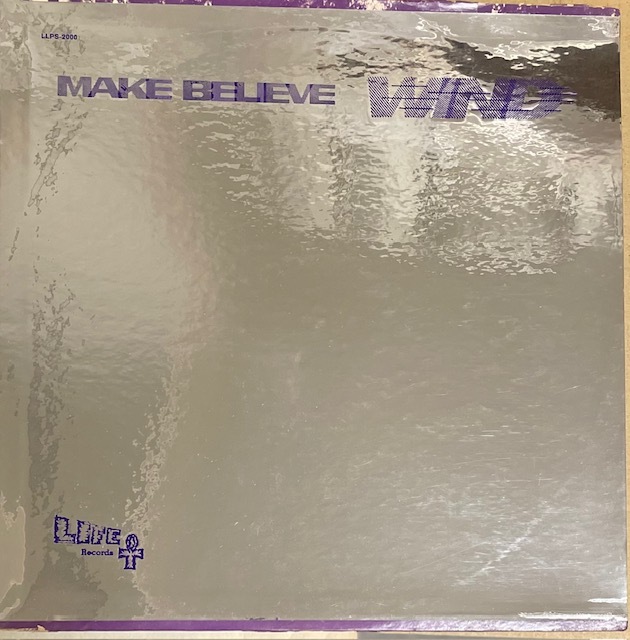 LLPS-2000
MAKE BELIEVE WIND
LIFE
Records